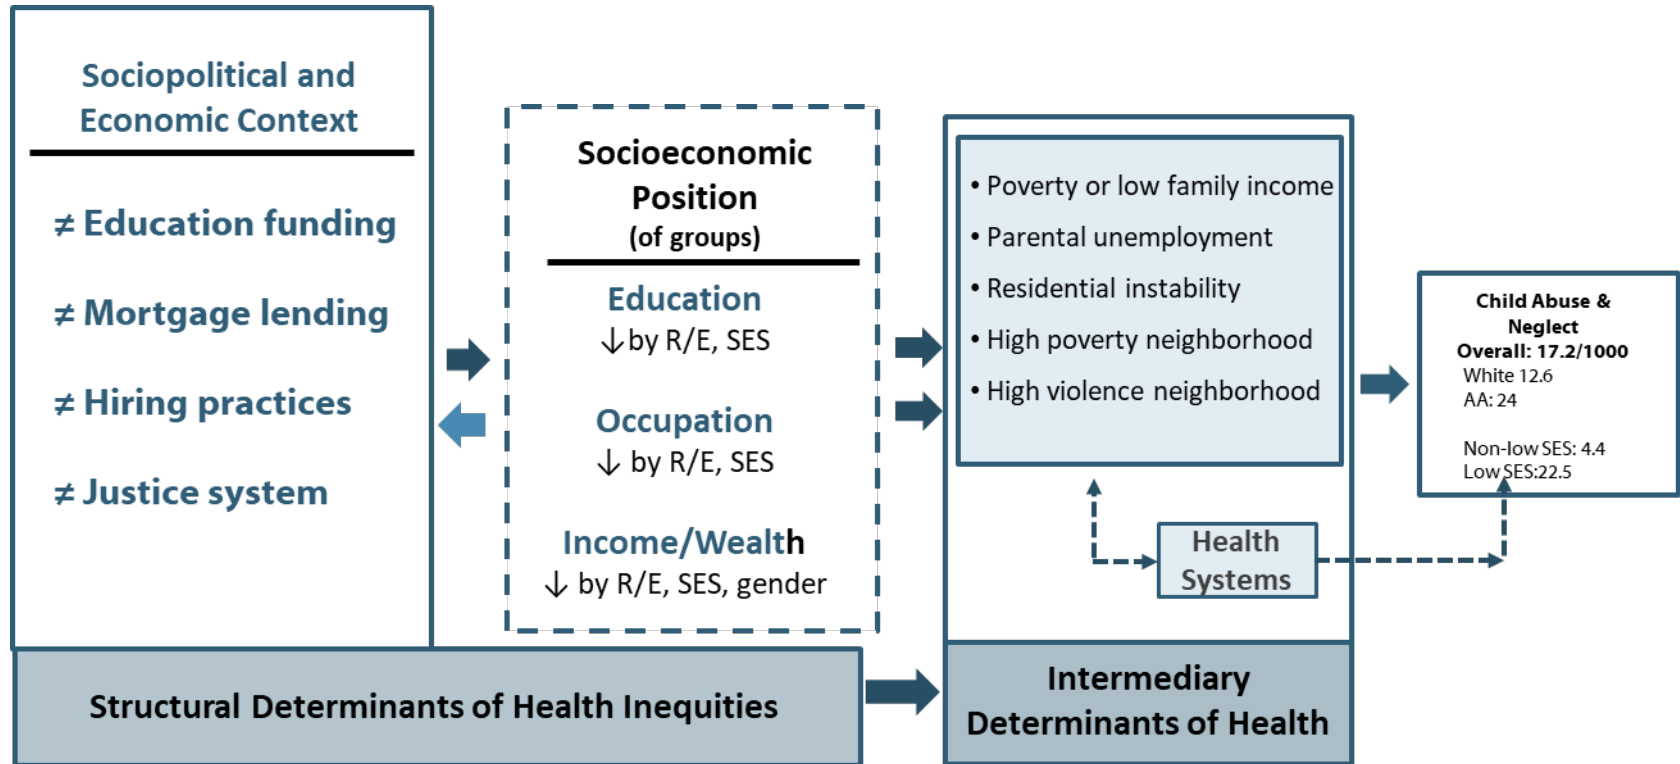 Sociopolitical and
Economic Context
≠ Education funding
≠ Mortgage lending
≠ Hiring practices
≠ Justice system
Socioeconomic
Position
(of groups)
Education
↓by R/E, SES
Occupation
↓ by R/E, SES
Income/Wealth
↓ by R/E, SES, gender
Structural Determinants of Health Inequities
• Poverty or low family income
• Parental unemployment
• Residential instability
• High poverty neighborhood
• High violence neighborhood
Health
Systems
Intermediary
Determinants of Health
Child Abuse &
Neglect
Overall: 17.2/1000
White 12.6
AA: 24
Non-low SES: 4.4
Low SES:22.5